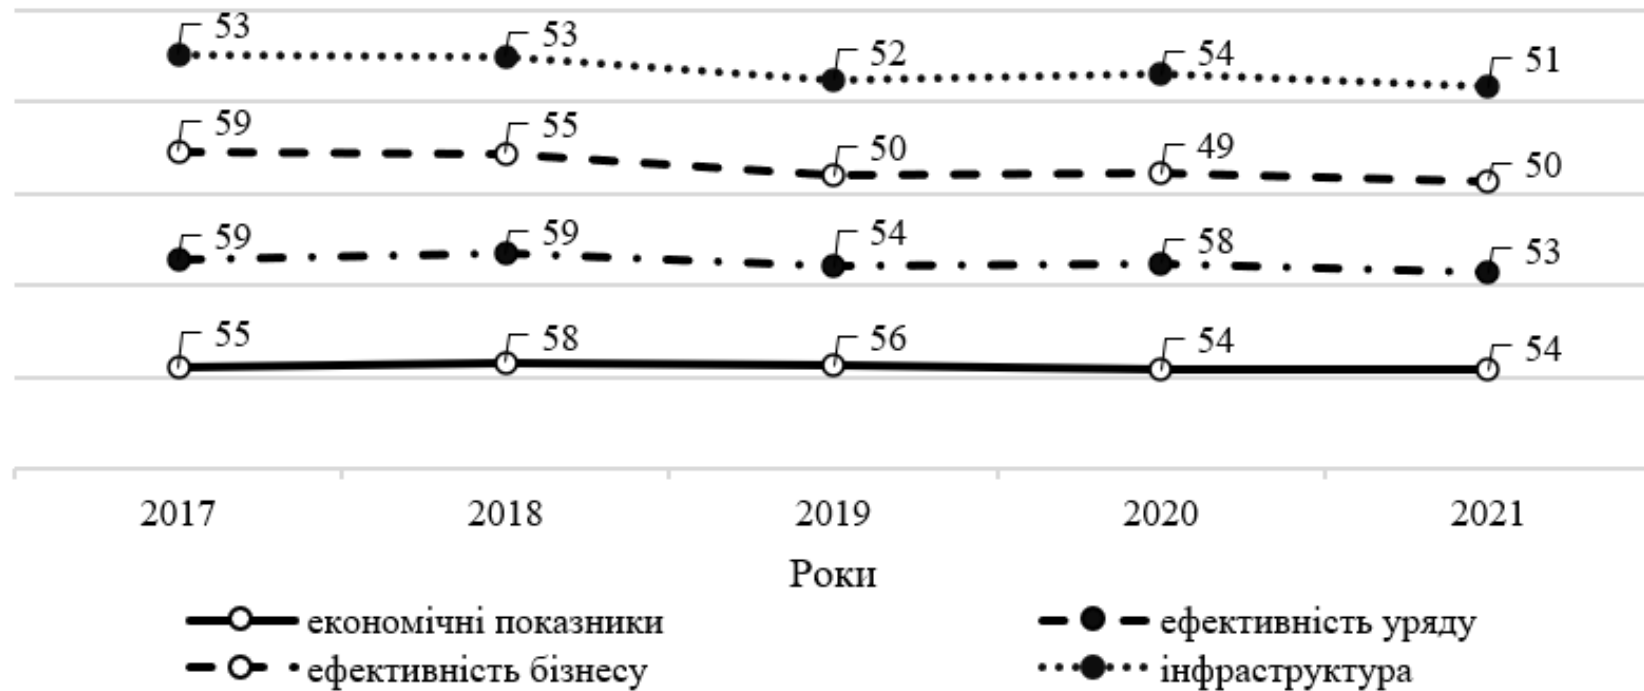 53 53 52 54 51
59 55 50 49 50
59 59 54 58 53
55 58 56 54 54
2017 2018 2019 2020 2021
Роки
економічні показники ефективність уряду
ефективність бізнесу інфраструктура